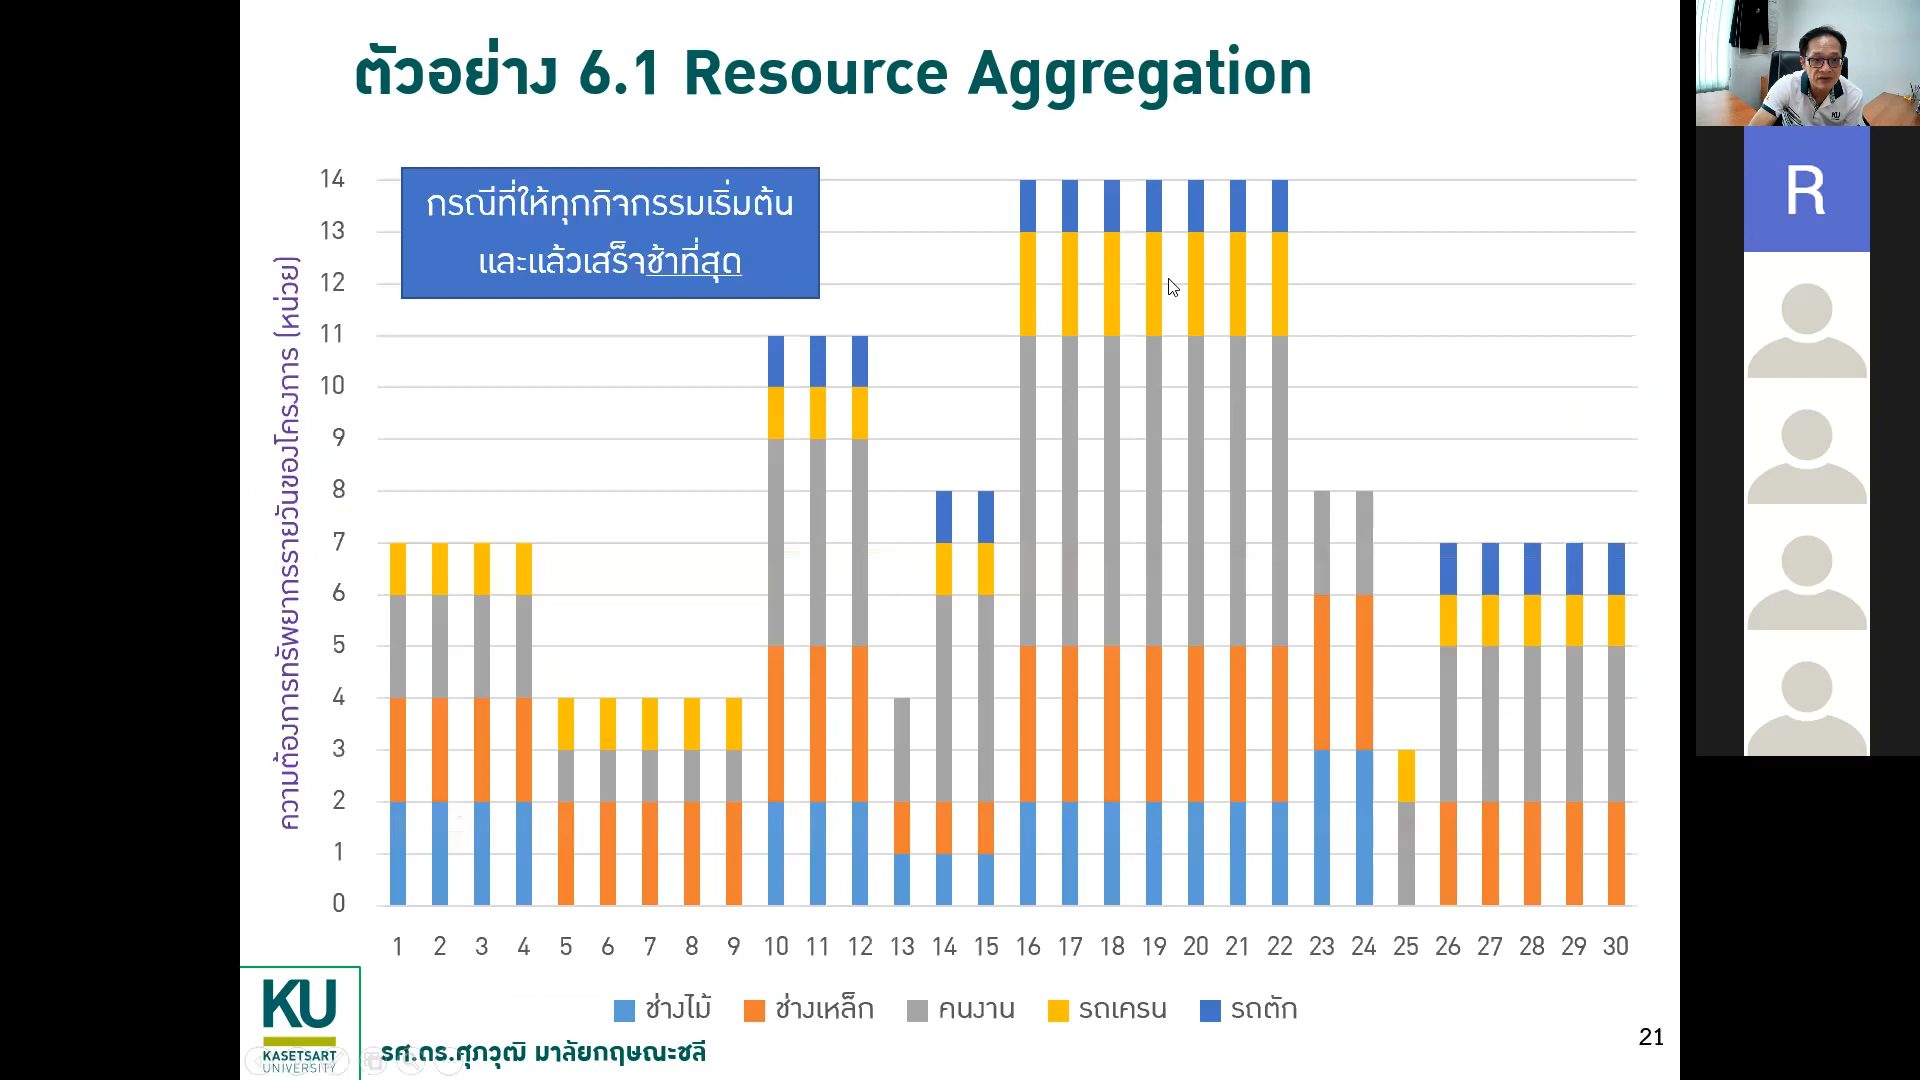 ตัวอย่าง 6.1 Resource Aggregation
กรณีที่ให้ทุกกิจกรรมเริ่มต้น
และแล้วเสร็จช้าที่สุด
ความต้องการทรัพยากรรายวันของโครงการ (หน่วย)
14
13
12
11
10
9
8
7
6
5
4
3
2
1
0
1 2 3 4 5 6 7 8 9 10 11 12 13 14 15 16 17 18 19 20 21 22 23 24 25 26 27 28 29 30
ช่างไม้ ช่างเหล็ก คนงาน รถเครน รถตัก
KU
KASETSART
UNIVERSITY
รศ.ดร.ศุภวุฒิ มาลัยกฤษณะชลี
21
R
KU